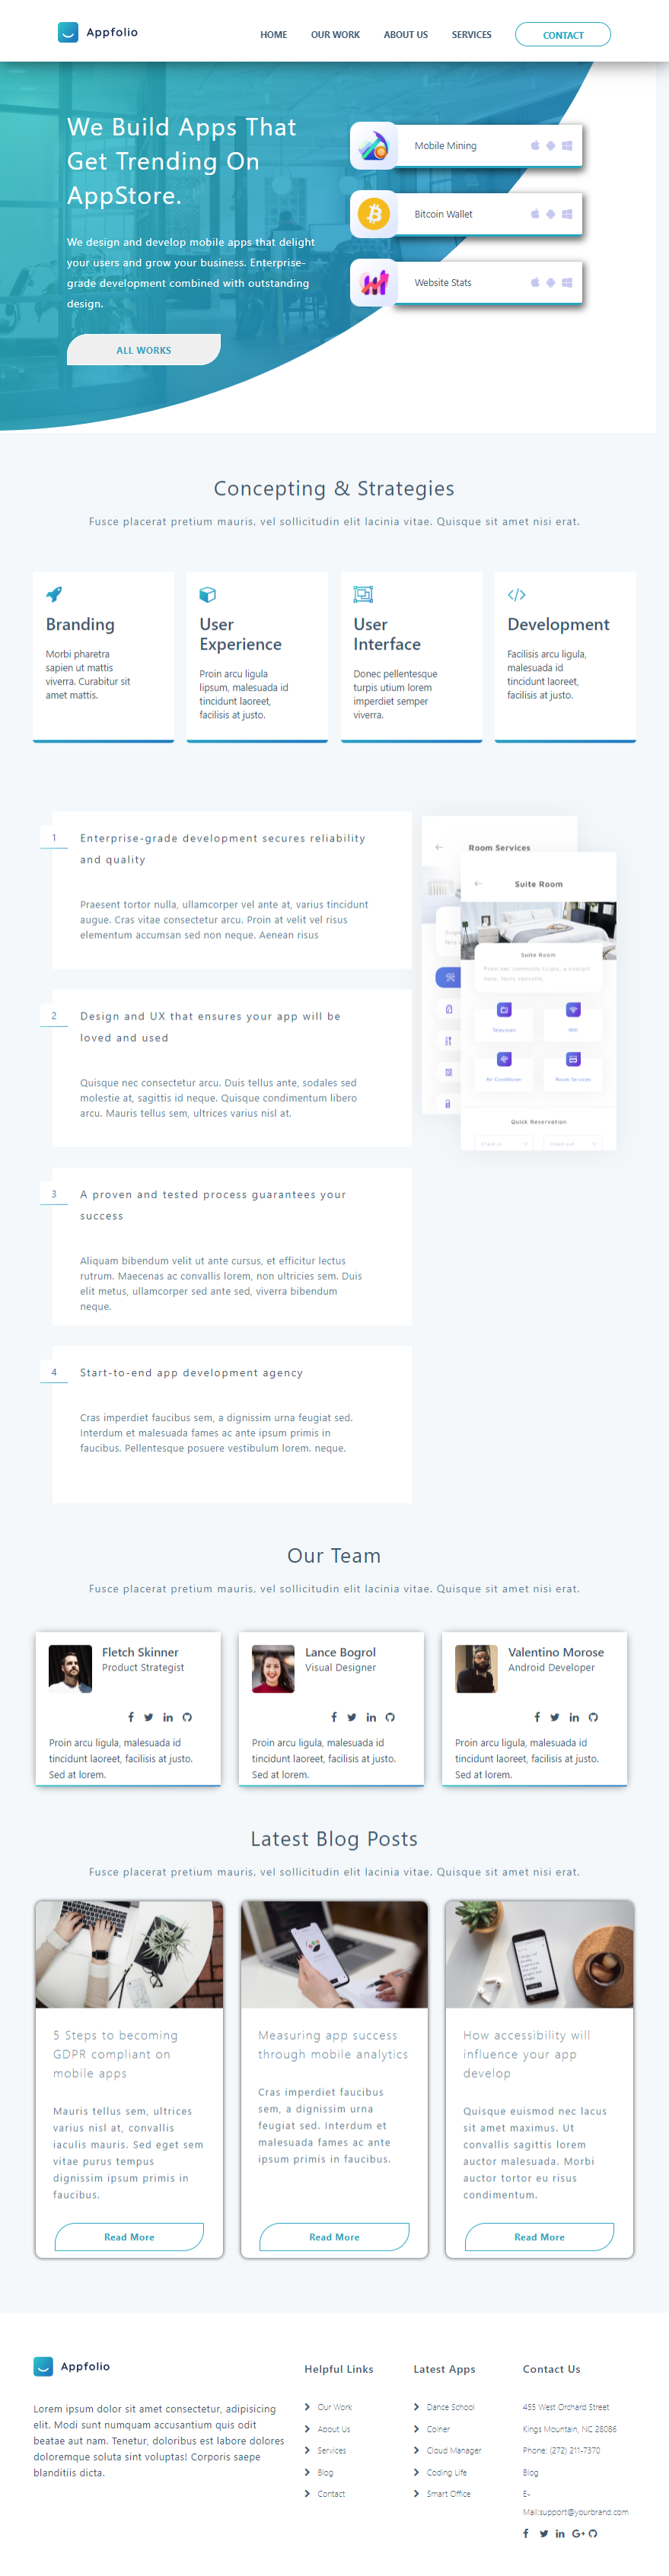 Appfolio
HOME OUR WORK ABOUT US SERVICES CONTACT
We Build Apps That
Get Trending On
AppStore.
We design and develop mobile apps that delight
your users and grow your business. Enterprise-
grade development combined with outstanding
design.
ALL WORKS
Mobile Mining
Bitcoin Wallet
Website Stats
Concepting & Strategies
Fusce placerat pretium mauris, vel sollicitudin elit lacinia vitae. Quisque sit amet nisi erat.
Branding
Morbi pharetra
sapien ut mattis
viverra. Curabitur sit
amet mattis.
User
Experience
Proin arcu ligula
lipsum, malesuada id
tincidunt laoreet,
facilisis at justo.
User
Interface
Donec pellentesque
turpis utium lorem
imperdiet semper
viverra.
Development
Facilisis arcu ligula,
malesuada id
tincidunt laoreet,
facilisis at justo.
1
Enterprise-grade development secures reliability
and quality
Praesent tortor nulla, ullamcorper vel ante at, varius tincidunt
augue. Cras vitae consectetur arcu. Proin at velit vel risus
elementum accumsan sed non neque. Aenean risus
2
Design and UX that ensures your app will be
loved and used
Quisque nec consectetur arcu. Duis tellus ante, sodales sed
molestie at, sagittis id neque. Quisque condimentum libero
arcu. Mauris tellus sem, ultrices varius nisl at.
3
A proven and tested process guarantees your
success
Aliquam bibendum velit ut ante cursus, et efficitur lectus
rutrum. Maecenas ac convallis lorem, non ultricies sem. Duis
elit metus, ullamcorper sed ante sed, viverra bibendum
neque.
4
Start-to-end app development agency
Cras imperdiet faucibus sem, a dignissim urna feugiat sed.
Interdum et malesuada fames ac ante ipsum primis in
faucibus. Pellentesque posuere vestibulum lorem. neque.
Room Services
Suite Room
Suite Room
Proin nec commodo turpis, a suscipit
Television
Wifi
Air Conditioner
Room Services
Quick Reservation
Check in
Check out
Our Team
Fusce placerat pretium mauris, vel sollicitudin elit lacinia vitae. Quisque sit amet nisi erat.
Fletch Skinner
Product Strategist
Proin arcu ligula, malesuada id
tincidunt laoreet, facilisis at justo.
Sed at lorem.
Lance Bogrol
Visual Designer
Proin arcu ligula, malesuada id
tincidunt laoreet, facilisis at justo.
Sed at lorem.
Valentino Morose
Android Developer
Proin arcu ligula, malesuada id
tincidunt laoreet, facilisis at justo.
Sed at lorem.
Latest Blog Posts
Fusce placerat pretium mauris, vel sollicitudin elit lacinia vitae. Quisque sit amet nisi erat.
5 Steps to becoming
GDPR compliant on
mobile apps
Mauris tellus sem, ultrices
varius nisl at, convallis
iaculis mauris. Sed eget sem
vitae purus tempus
dignissim ipsum primis in
faucibus.
Read More
Measuring app success
through mobile analytics
Cras imperdiet faucibus
sem, a dignissim urna
feugiat sed. Interdum et
malesuada fames ac ante
ipsum primis in faucibus.
Read More
How accessibility will
influence your app
develop
Quisque euismod nec lacus
sit amet maximus. Ut
convallis sagittis lorem
auctor malesuada. Morbi
auctor tortor eu risus
condimentum.
Read More
Appfolio
Lorem ipsum dolor sit amet consectetur, adipisicing
elit. Modi sunt numquam accusantium quis odit
beatae aut nam. Tenetur, doloribus est labore dolores
doloremque soluta sint voluptas! Corporis saepe
blanditiis dicta.
Helpful Links
Our Work
About Us
Services
Blog
Contact
Latest Apps
Dance School
Coiner
Cloud Manager
Coding Life
Smart Office
Contact Us
455 West Orchard Street
Kings Mountain, NC 28086
Phone: (272) 211-7370
Blog
E-
Mail:support@yourbrand.com